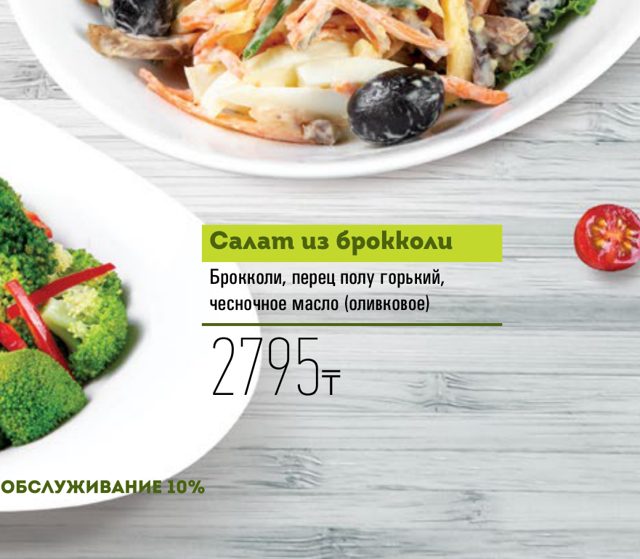 Салат из брокколи
Брокколи, перец полу горький,
чесночное масло (оливковое)
2795₸
ОБСЛУЖИВАНИЕ 10%